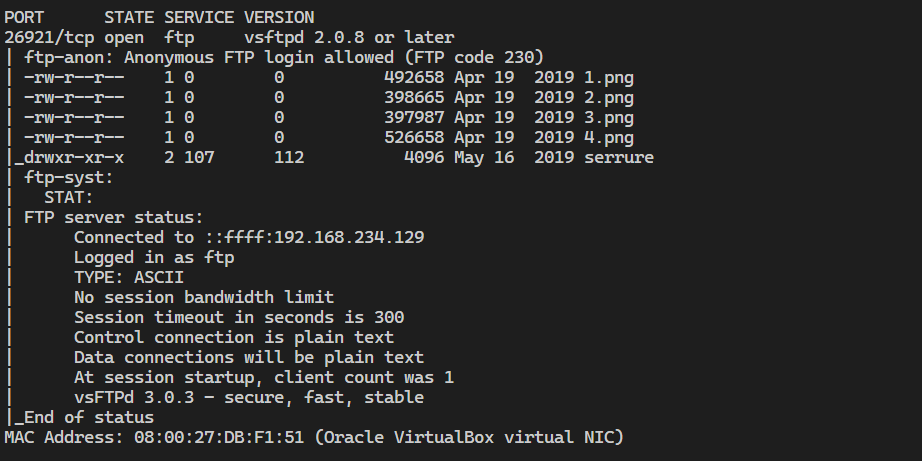 PORT      STATE SERVICE VERSION
26921/tcp open  ftp     vsftpd 2.0.8 or later
| ftp-anon: Anonymous FTP login allowed (FTP code 230)
| -rw-r--r--    1 0        0          492658 Apr 19  2019 1.png
| -rw-r--r--    1 0        0          398665 Apr 19  2019 2.png
| -rw-r--r--    1 0        0          397987 Apr 19  2019 3.png
| -rw-r--r--    1 0        0          526658 Apr 19  2019 4.png
|_drwxr-xr-x    2 107      112          4096 May 16  2019 serrure
| ftp-syst:
|   STAT:
| FTP server status:
|      Connected to ::ffff:192.168.234.129
|      Logged in as ftp
|      TYPE: ASCII
|      No session bandwidth limit
|      Session timeout in seconds is 300
|      Control connection is plain text
|      Data connections will be plain text
|      At session startup, client count was 1
|      vsFTPd 3.0.3 - secure, fast, stable
|_End of status
MAC Address: 08:00:27:DB:F1:51 (Oracle VirtualBox virtual NIC)